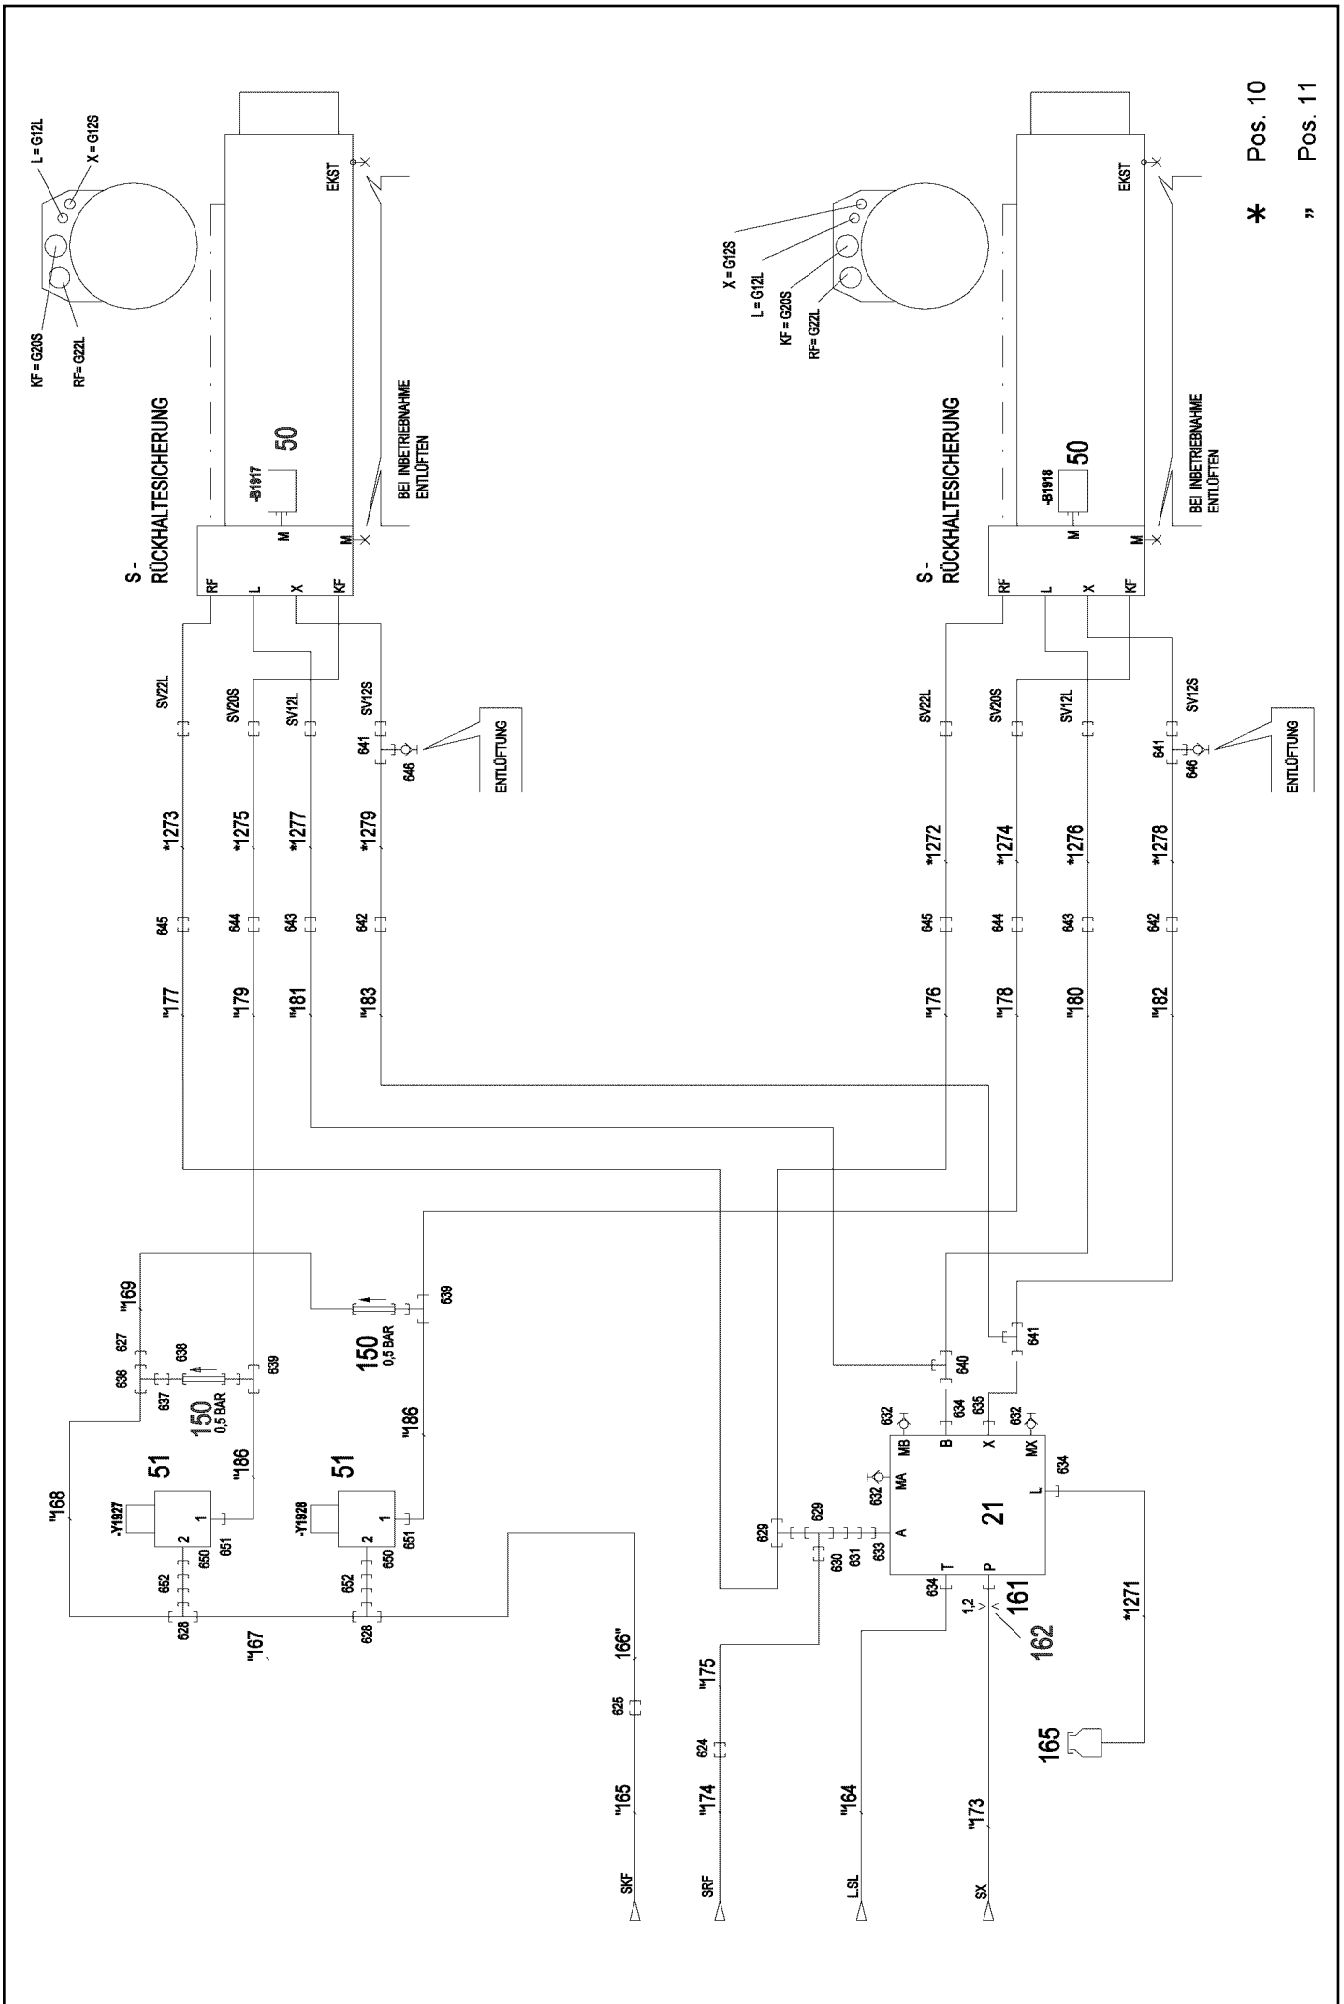 KF = G20S
RF= G22L
L = G12L
X = G12S
S -
RÜCKHALTESICHERUNG
-B1917
50
M
M
RF
L
X
KF
EKST
BEI INBETRIEBNAHME
ENTLÜFTEN
SV22L
SV20S
SV12L
SV12S
641
646
ENTLÜFTUNG
*1273
*1275
*1277
*1279
645
644
643
642
"177
"179
"181
"183
X = G12S
L = G12L
KF = G20S
RF= G22L
S -
RÜCKHALTESICHERUNG
-B1918
50
M
M
RF
L
X
KF
EKST
BEI INBETRIEBNAHME
ENTLÜFTEN
SV22L
SV20S
SV12L
SV12S
641
646
ENTLÜFTUNG
*1272
*1274
*1276
*1278
645
644
643
642
"176
"178
"180
"182
"169
627
636
638
637
150
0,5 BAR
639
150
0,5 BAR
639
"168
"186
"186
51
-Y1927
2
1
650
651
652
628
51
-Y1928
2
1
650
651
652
628
"167
166"
625
"165
SKF
"175
624
"174
SRF
"164
L.SL
"173
SX
629
629
630
631
633
632
632
632
634
635
634
634
640
641
MA
MB
A
B
X
MX
L
T
P
21
161
1,2
162
165
*1271
* Pos. 10
" Pos. 11